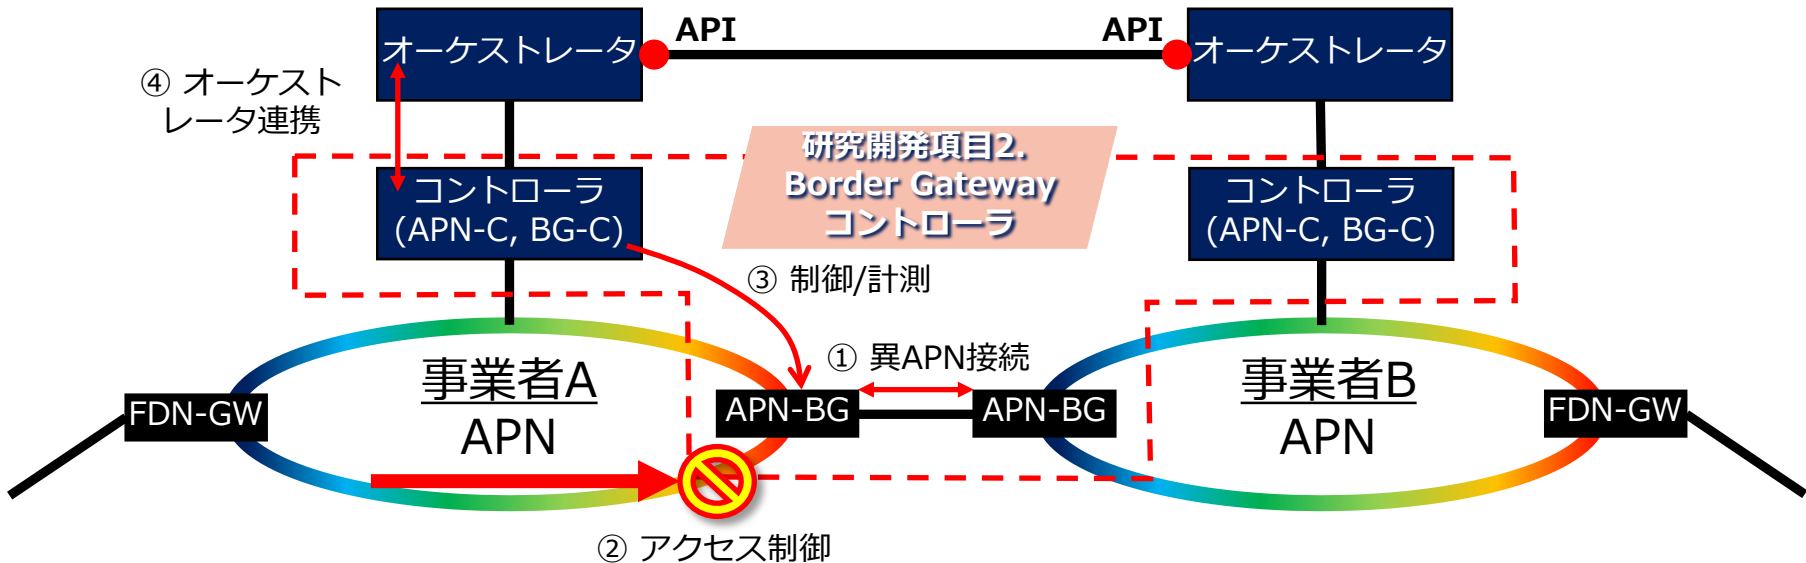 オーケストレータ
API
API
オーケストレータ
④ オーケスト
レータ連携
研究開発項目2.
Border Gateway
コントローラ
コントローラ
(APN-C, BG-C)
コントローラ
(APN-C, BG-C)
③ 制御/計測
① 異APN接続
事業者A
APN
事業者B
APN
FDN-GW
APN-BG
APN-BG
FDN-GW
② アクセス制御